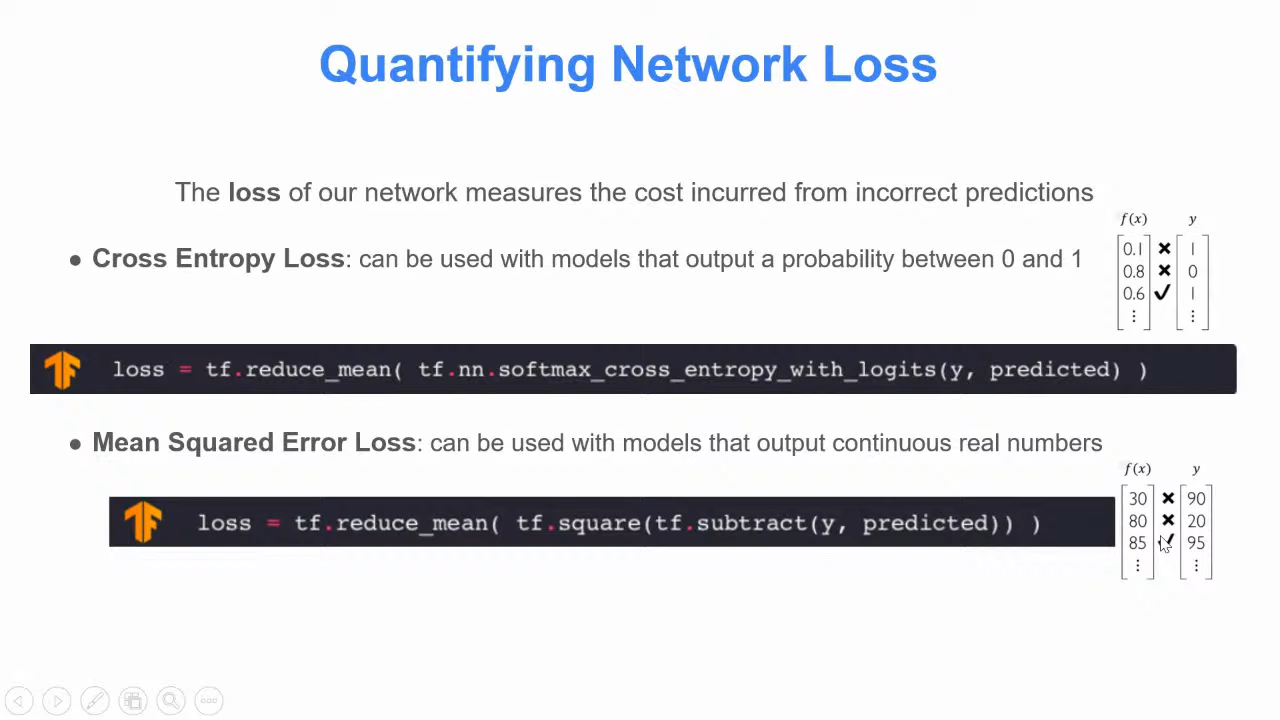 Quantifying Network Loss
The loss of our network measures the cost incurred from incorrect predictions
● Cross Entropy Loss: can be used with models that output a probability between 0 and 1
f(x) y
0.1 ✖ 1
0.8 ✖ 0
0.6 ✔ 1
⋮ ⋮
loss = tf.reduce_mean( tf.nn.softmax_cross_entropy_with_logits(y, predicted) )
● Mean Squared Error Loss: can be used with models that output continuous real numbers
f(x) y
30 ✖ 90
80 ✖ 20
85 ✔ 95
⋮ ⋮
loss = tf.reduce_mean( tf.square(tf.subtract(y, predicted)) )